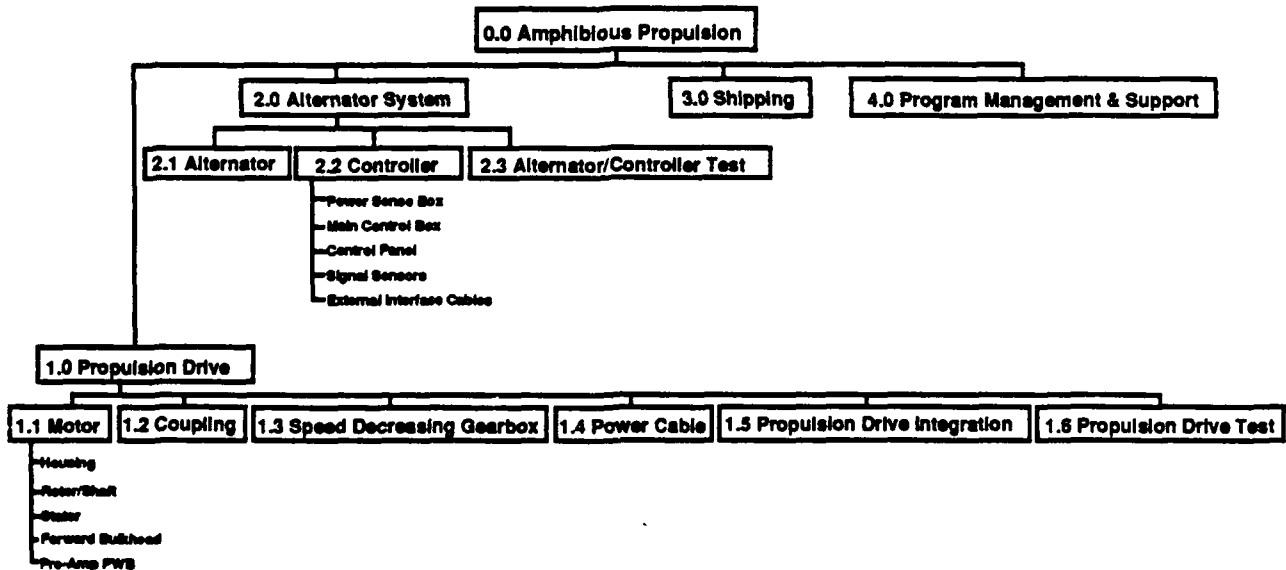 0.0 Amphibious Propulsion
2.0 Alternator System
3.0 Shipping
4.0 Program Management & Support
2.1 Alternator
2.2 Controller
2.3 Alternator/Controller Test
Power Sense Box
Main Control Box
Control Panel
Signal Sensors
External Interface Cables
1.0 Propulsion Drive
1.1 Motor
1.2 Coupling
1.3 Speed Decreasing Gearbox
1.4 Power Cable
1.5 Propulsion Drive Integration
1.6 Propulsion Drive Test
Housing
Rotor/Shaft
Stator
Forward Bulkhead
Pre-Amp PWB